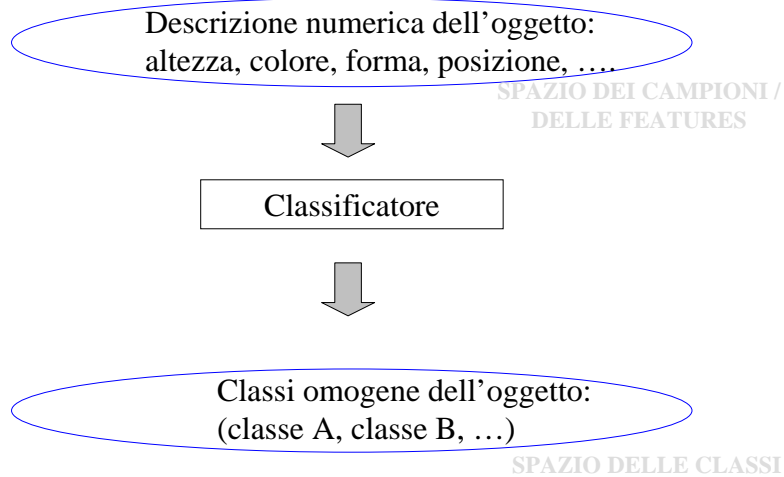 Descrizione numerica dell’oggetto:
altezza, colore, forma, posizione, ….
SPAZIO DEI CAMPIONI /
DELLE FEATURES
Classificatore
Classi omogene dell’oggetto:
(classe A, classe B, …)
SPAZIO DELLE CLASSI